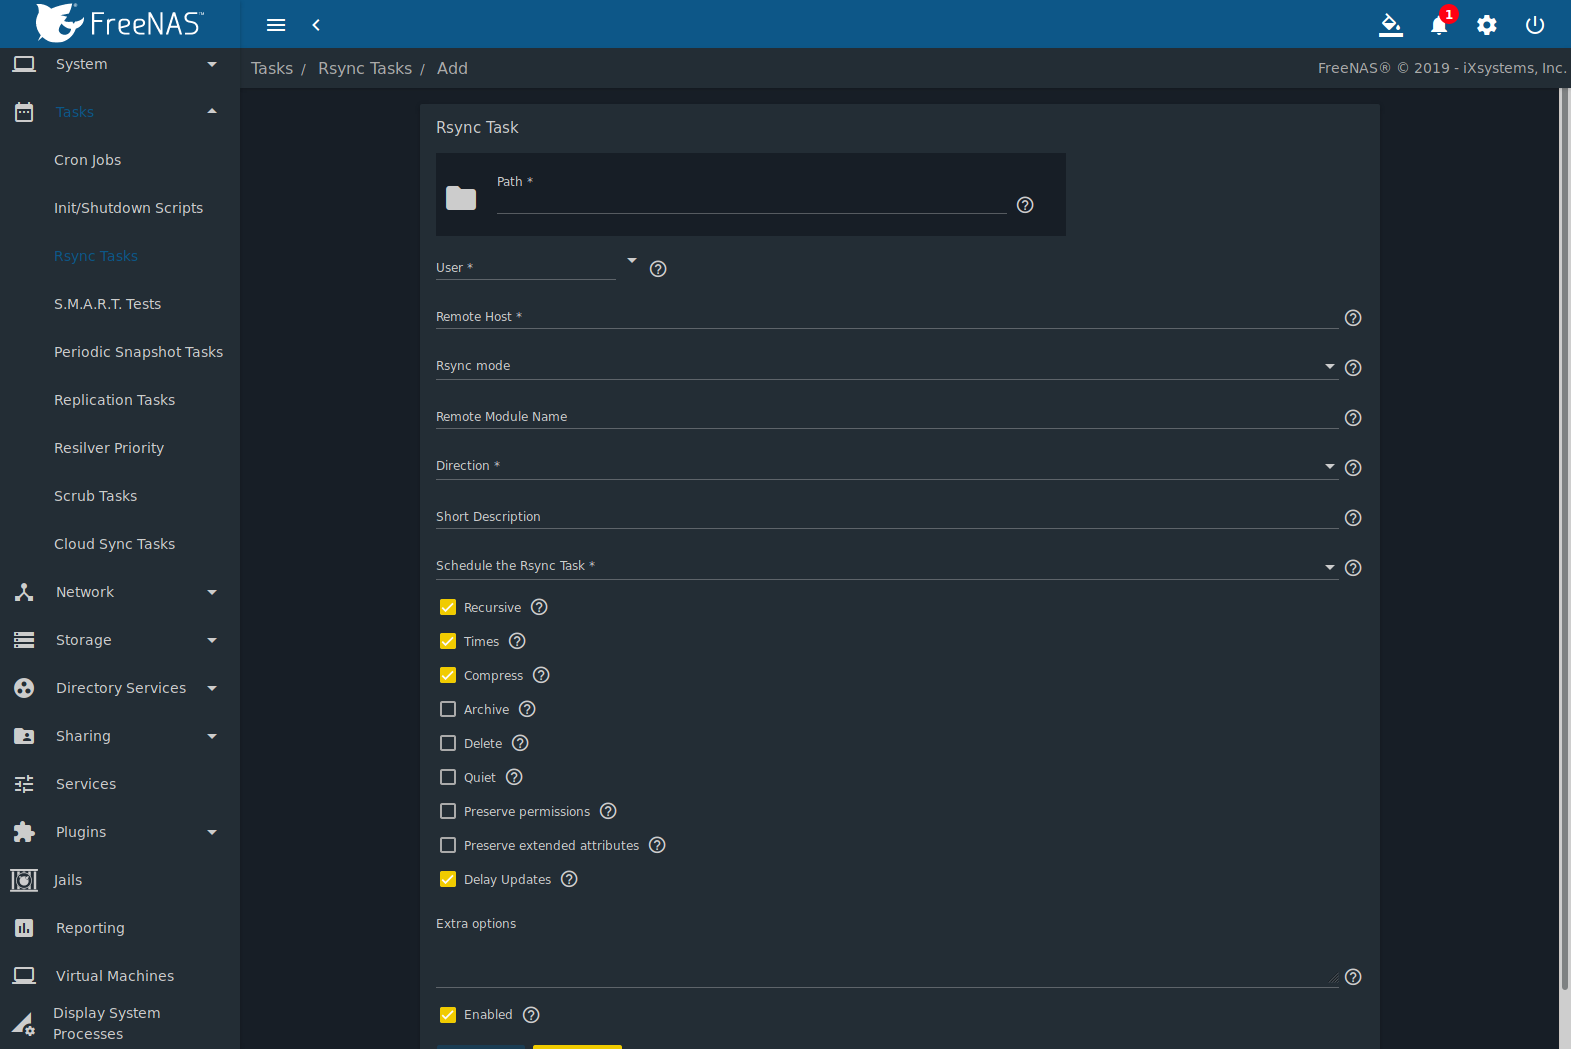 FreeNAS™
1
Tasks / Rsync Tasks / Add
FreeNAS® © 2019 - iXsystems, Inc.
System
Tasks
Cron Jobs
Init/Shutdown Scripts
Rsync Tasks
S.M.A.R.T. Tests
Periodic Snapshot Tasks
Replication Tasks
Resilver Priority
Scrub Tasks
Cloud Sync Tasks
Network
Storage
Directory Services
Sharing
Services
Plugins
Jails
Reporting
Virtual Machines
Display System
Processes
Rsync Task
Path *
User *
Remote Host *
Rsync mode
Remote Module Name
Direction *
Short Description
Schedule the Rsync Task *
Recursive
Times
Compress
Archive
Delete
Quiet
Preserve permissions
Preserve extended attributes
Delay Updates
Extra options
Enabled